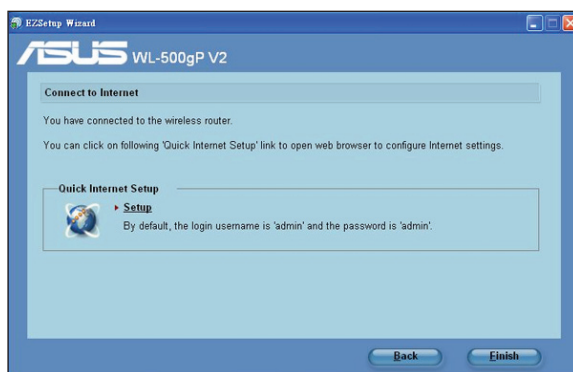 EZSetup Wizard
ASUS WL-500gP V2
Connect to Internet
You have connected to the wireless router.
You can click on following 'Quick Internet Setup' link to open web browser to configure Internet settings.
Quick Internet Setup
Setup
By default, the login username is 'admin' and the password is 'admin'.
Back Finish